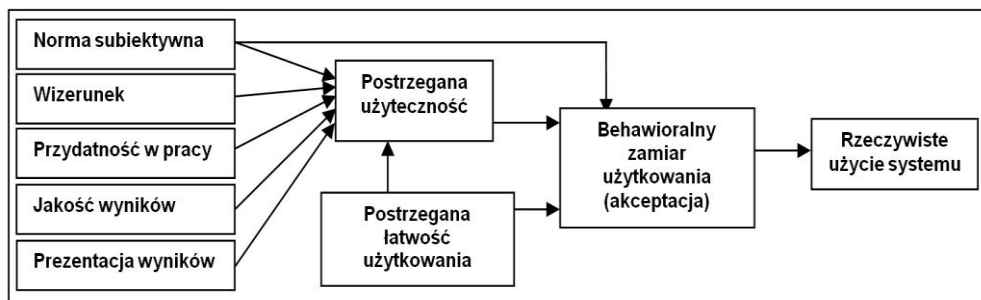 Norma subiektywna
Wizerunek
Przydatność w pracy
Jakość wyników
Prezentacja wyników
Postrzegana
użyteczność
Postrzegana
łatwość
użytkowania
Behawioralny
zamiar
użytkowania
(akceptacja)
Rzeczywiste
użycie systemu